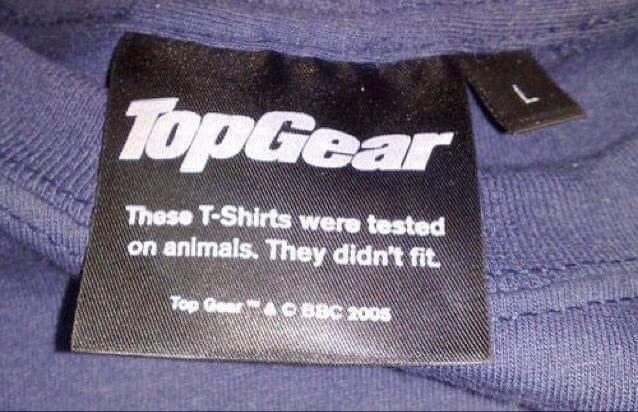 TopGear
L
These T-Shirts were tested
on animals. They didn't fit.
Top Gear ™ & © BBC 2005